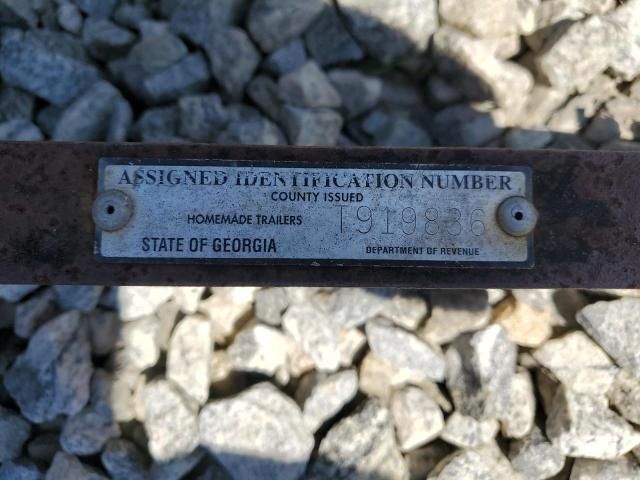 ASSIGNED IDENTIFICATION NUMBER
COUNTY ISSUED
HOMEMADE TRAILERS T919836
STATE OF GEORGIA DEPARTMENT OF REVENUE